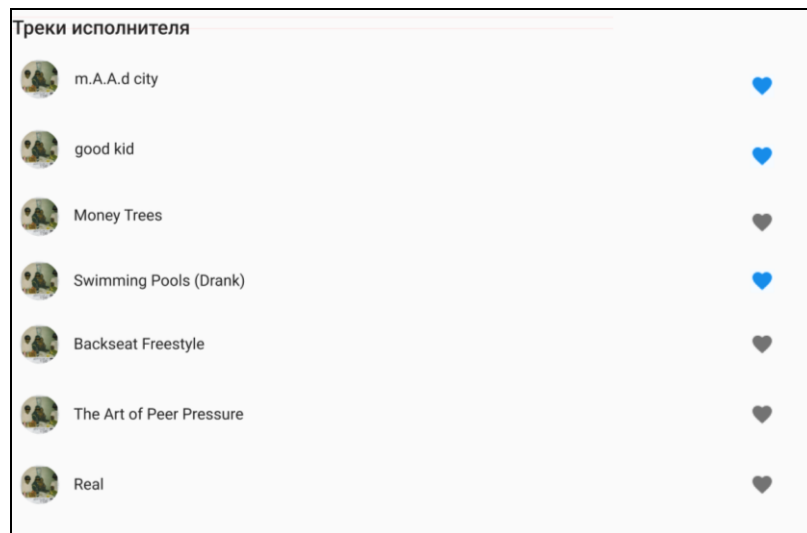 Треки исполнителя
m.A.A.d city
good kid
Money Trees
Swimming Pools (Drank)
Backseat Freestyle
The Art of Peer Pressure
Real